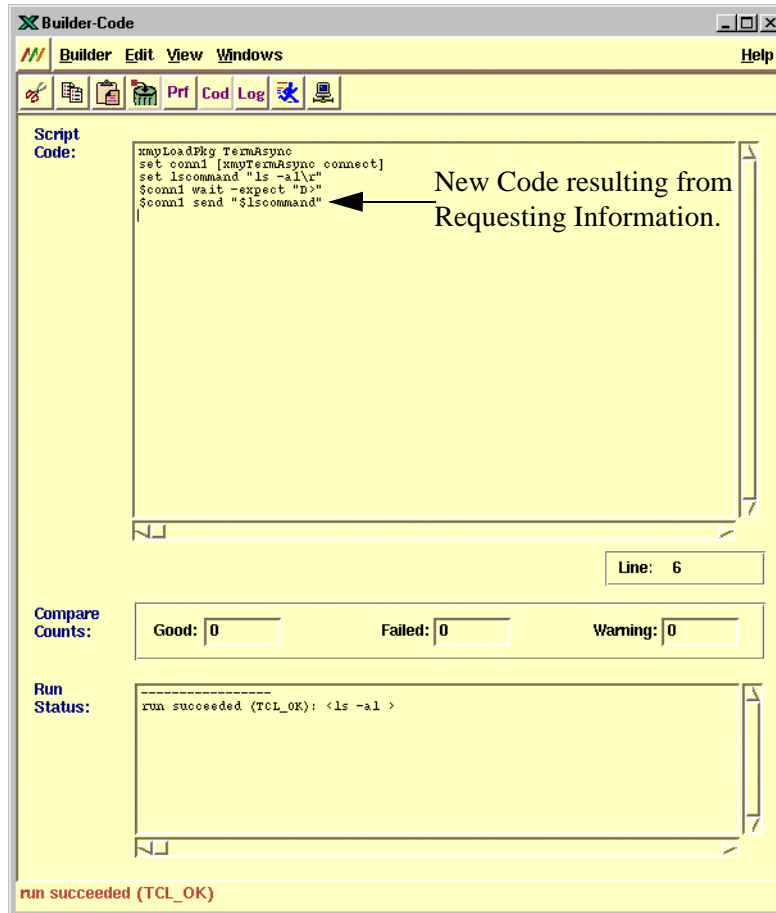 Builder-Code
Builder Edit View Windows Help
Prf Cod Log
Script
Code:
xmyLoadPkg TermAsync
set conn1 [xmyTermAsync connect]
set lscommand "ls -al\r"
$conn1 wait -expect "D>"
$conn1 send "$lscommand"
New Code resulting from
Requesting Information.
Line: 6
Compare
Counts:
Good: 0 Failed: 0 Warning: 0
Run
Status:
-----------------
run succeeded (TCL_OK): <ls -al >
run succeeded (TCL_OK)